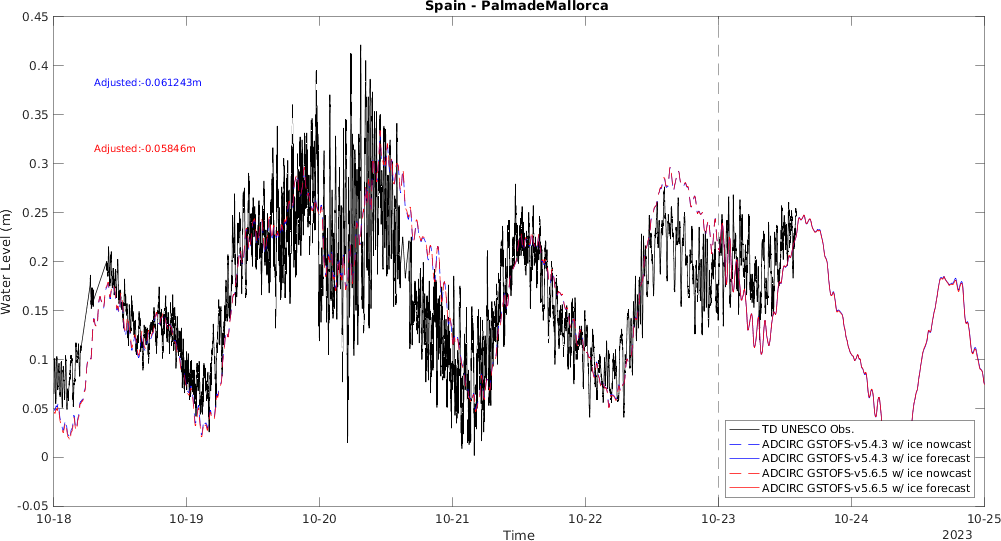 Spain - PalmadeMallorca
0.45
0.4
0.35
0.3
0.25
0.2
0.15
0.1
0.05
0
-0.05
Water Level (m)
Adjusted:-0.061243m
Adjusted:-0.05846m
TD UNESCO Obs.
ADCIRC GSTOFS-v5.4.3 w/ ice nowcast
ADCIRC GSTOFS-v5.4.3 w/ ice forecast
ADCIRC GSTOFS-v5.6.5 w/ ice nowcast
ADCIRC GSTOFS-v5.6.5 w/ ice forecast
10-18 10-19 10-20 10-21 10-22 10-23 10-24 10-25
Time
2023